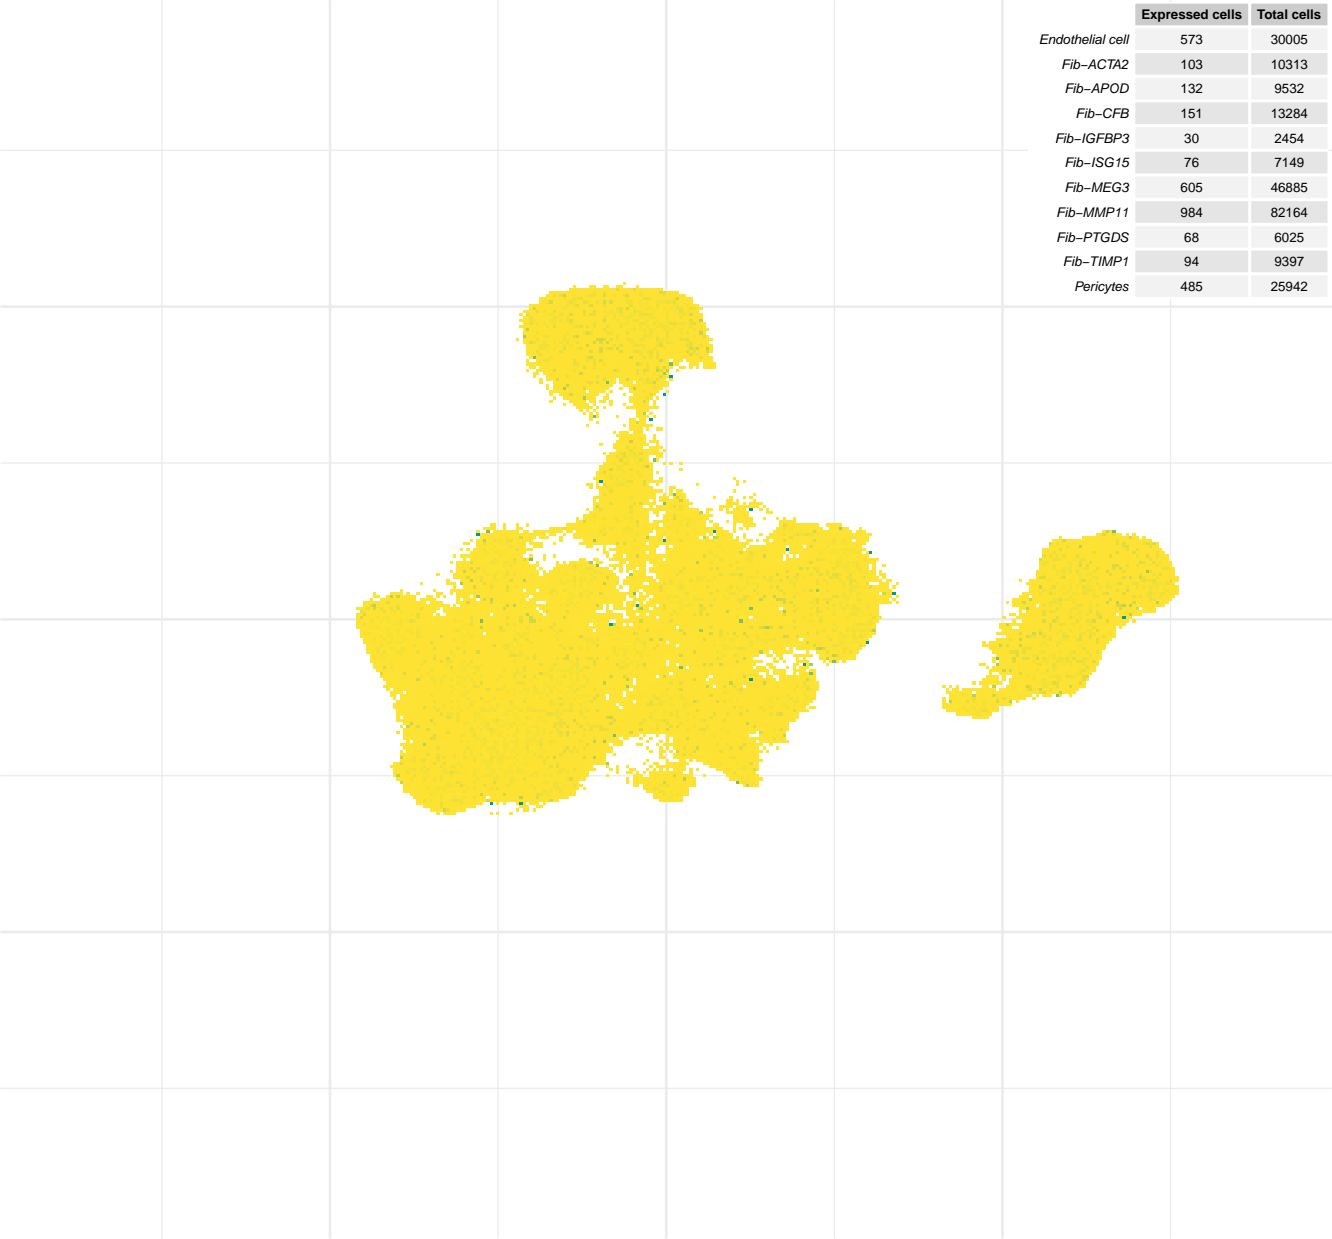 Expressed cells Total cells
Endothelial cell 573 30005
Fib−ACTA2 103 10313
Fib−APOD 132 9532
Fib−CFB 151 13284
Fib−IGFBP3 30 2454
Fib−ISG15 76 7149
Fib−MEG3 605 46885
Fib−MMP11 984 82164
Fib−PTGDS 68 6025
Fib−TIMP1 94 9397
Pericytes 485 25942